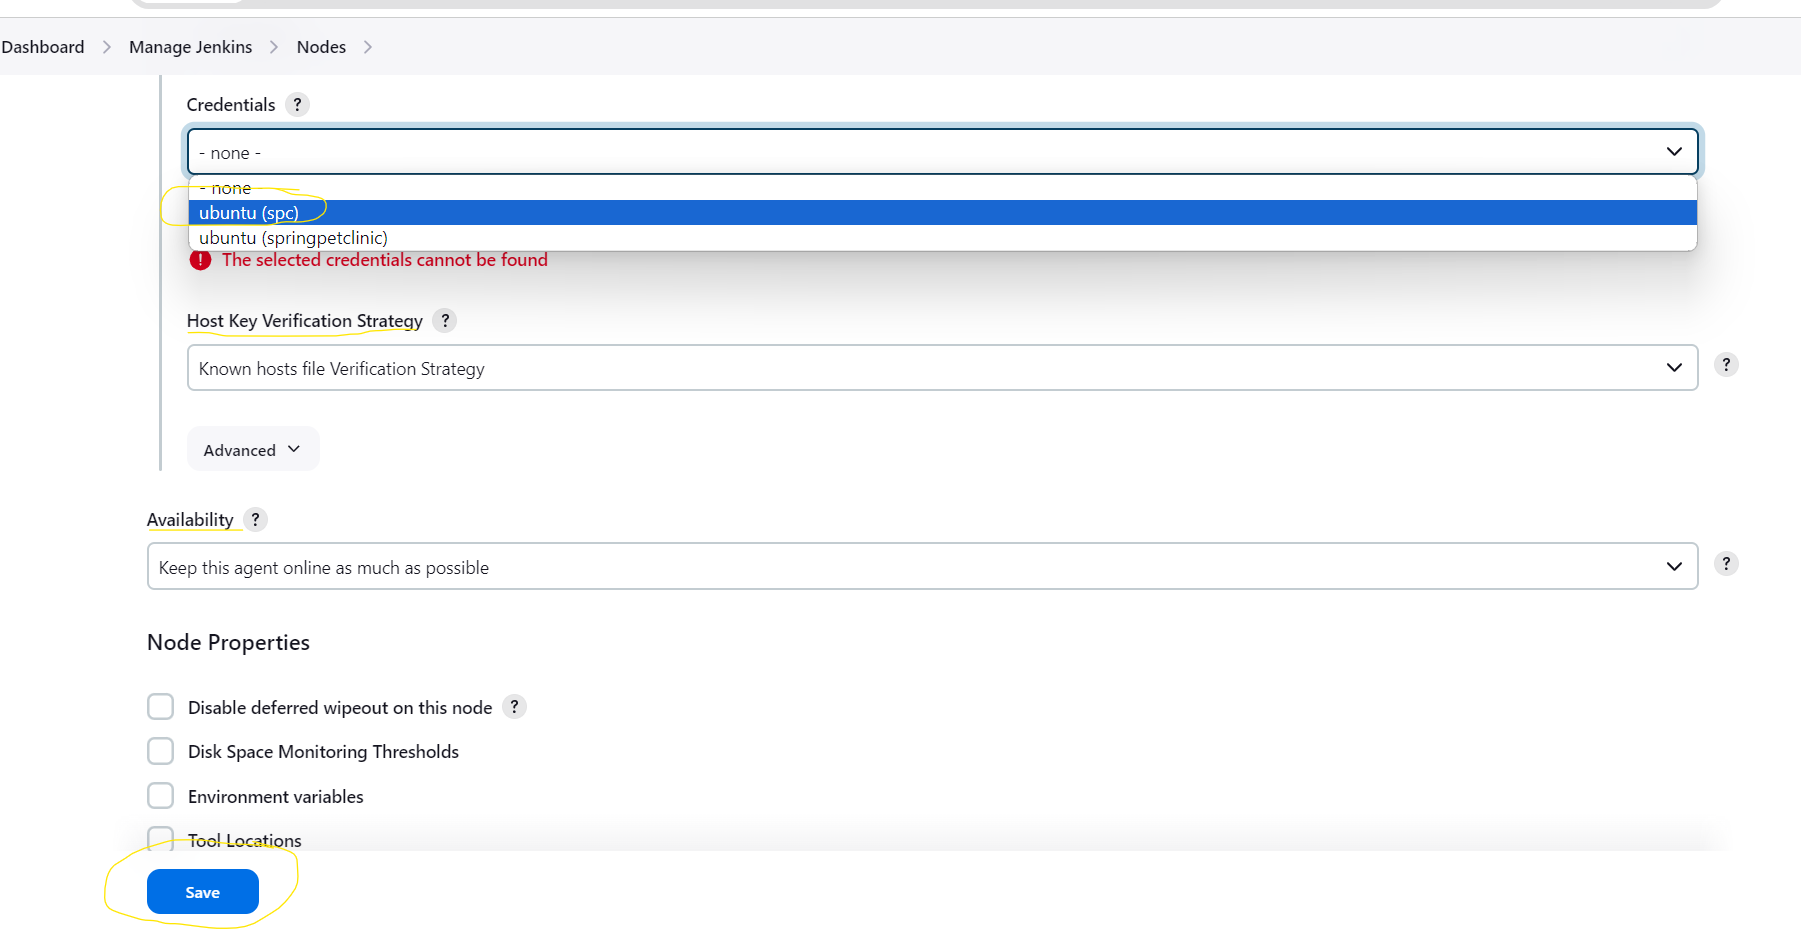 Dashboard > Manage Jenkins > Nodes >
Credentials ?
- none -
- none
ubuntu (spc)
ubuntu (springpetclinic)
! The selected credentials cannot be found
Host Key Verification Strategy ?
Known hosts file Verification Strategy ?
Advanced
Availability ?
Keep this agent online as much as possible ?
Node Properties
Disable deferred wipeout on this node ?
Disk Space Monitoring Thresholds
Environment variables
Tool Locations
Save